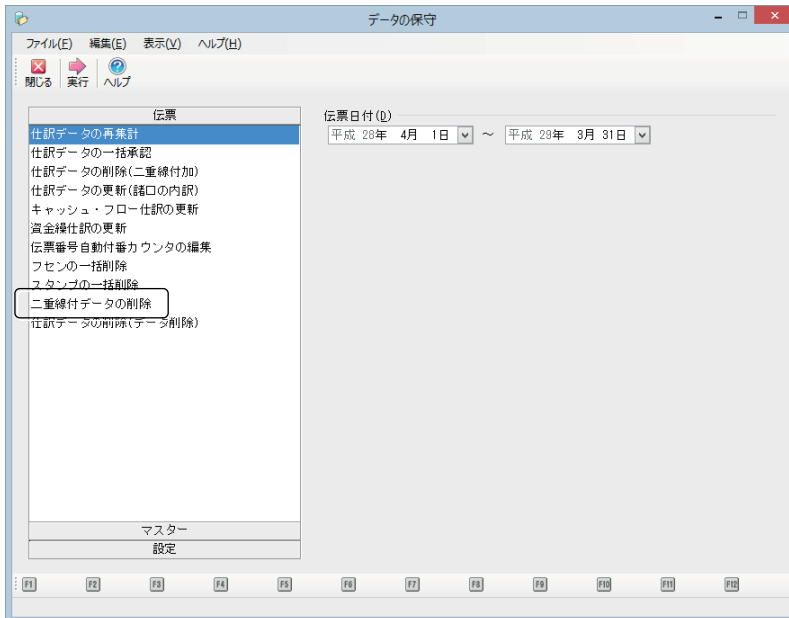 データの保守
ファイル(F) 編集(E) 表示(V) ヘルプ(H)
閉じる 実行 ヘルプ
伝票
仕訳データの再集計
仕訳データの一括承認
仕訳データの削除(二重線付加)
仕訳データの更新(諸口の内訳)
キャッシュ・フロー仕訳の更新
資金繰仕訳の更新
伝票番号自動付番カウンタの編集
フセンの一括削除
スタンプの一括削除
二重線付データの削除
仕訳データの削除(データ削除)
マスター
設定
伝票日付(D)
平成 28年 4月 1日 ～ 平成 29年 3月 31日
F1 F2 F3 F4 F5 F6 F7 F8 F9 F10 F11 F12